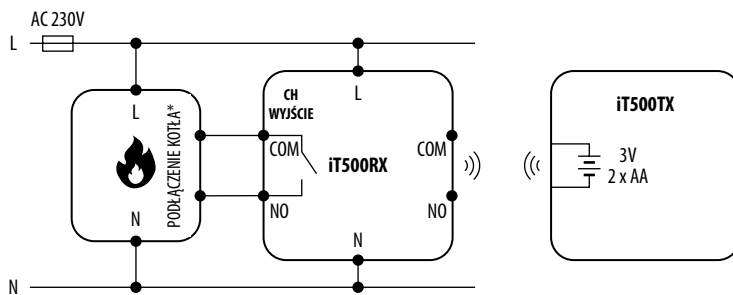 AC 230V
L
L
N
PODŁĄCZENIE KOTŁA*
CH
WYJŚCIE
L
COM
NO
iT500RX
COM
NO
N
iT500TX
3V
2 x AA
N